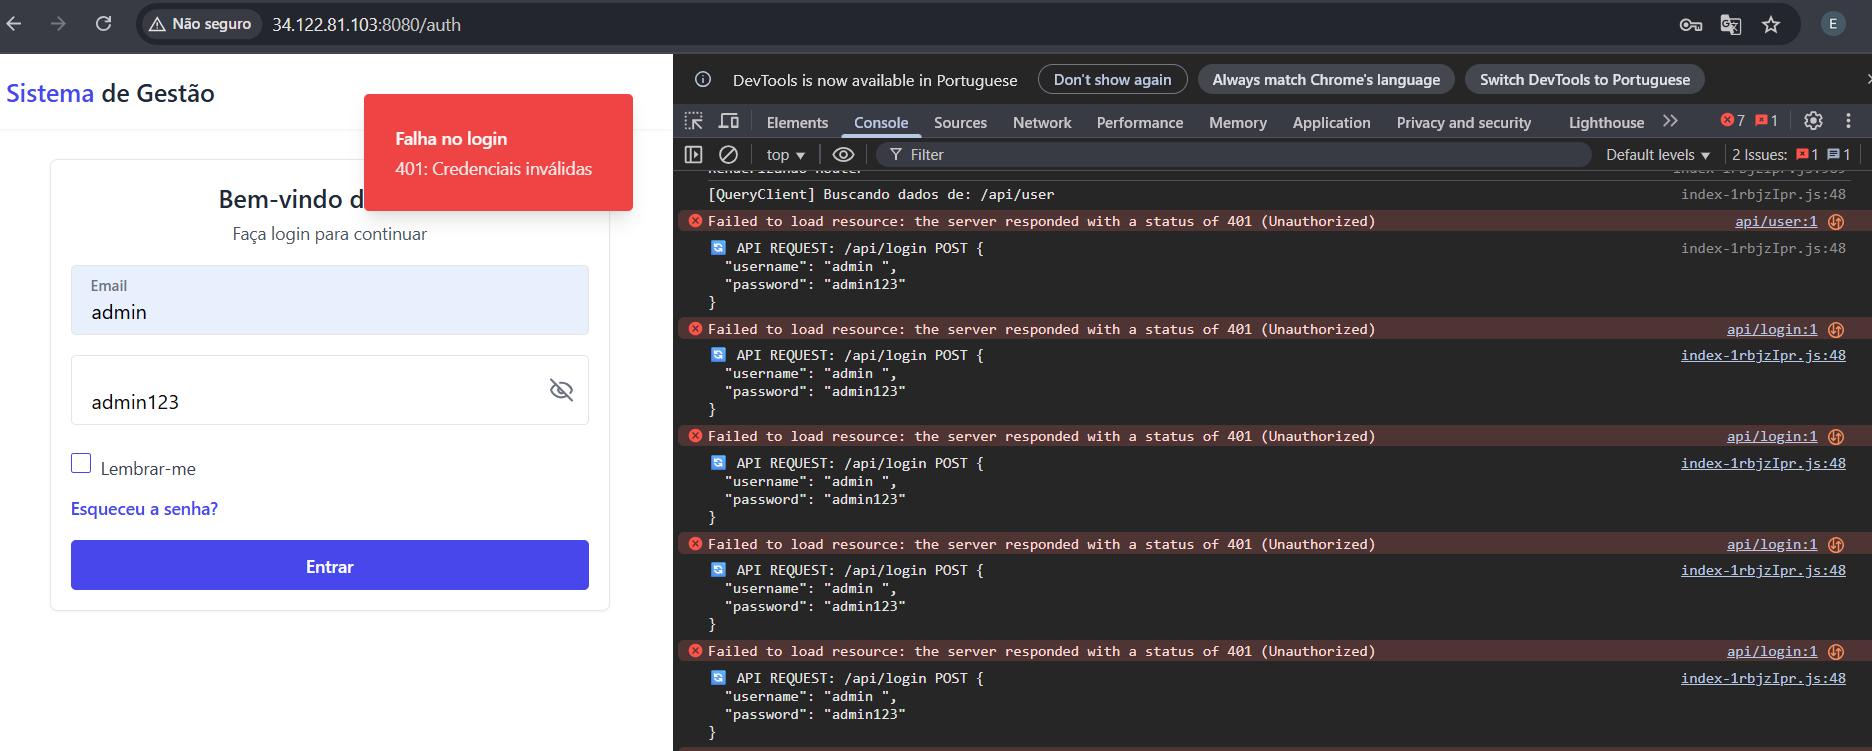 Não seguro
34.122.81.103:8080/auth
E
Sistema de Gestão
Falha no login
401: Credenciais inválidas
Bem-vindo d
Faça login para continuar
Email
admin
admin123
Lembrar-me
Esqueceu a senha?
Entrar
DevTools is now available in Portuguese
Don't show again
Always match Chrome's language
Switch DevTools to Portuguese
Elements
Console
Sources
Network
Performance
Memory
Application
Privacy and security
Lighthouse
7
1
top
Filter
Default levels
2 Issues:
1
1
[QueryClient] Buscando dados de: /api/user index-1rbjzIpr.js:48
Failed to load resource: the server responded with a status of 401 (Unauthorized) api/user:1
API REQUEST: /api/login POST { index-1rbjzIpr.js:48
"username": "admin ",
"password": "admin123"
}
Failed to load resource: the server responded with a status of 401 (Unauthorized) api/login:1
API REQUEST: /api/login POST { index-1rbjzIpr.js:48
"username": "admin ",
"password": "admin123"
}
Failed to load resource: the server responded with a status of 401 (Unauthorized) api/login:1
API REQUEST: /api/login POST { index-1rbjzIpr.js:48
"username": "admin ",
"password": "admin123"
}
Failed to load resource: the server responded with a status of 401 (Unauthorized) api/login:1
API REQUEST: /api/login POST { index-1rbjzIpr.js:48
"username": "admin ",
"password": "admin123"
}
Failed to load resource: the server responded with a status of 401 (Unauthorized) api/login:1
API REQUEST: /api/login POST { index-1rbjzIpr.js:48
"username": "admin ",
"password": "admin123"
}